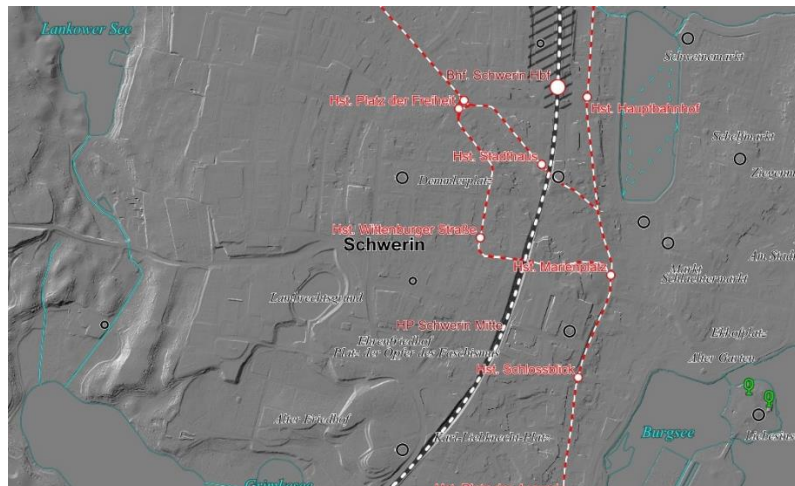 Lankower See
Schweinemarkt
Bhf. Schwerin Hbf
Hst. Platz der Freiheit
Hst. Hauptbahnhof
Schelfmarkt
Hst. Stadthaus
Demmlerplatz
Hst. Wittenburger Straße
Schwerin
Hst. Marienplatz
Markt
Schlachtermarkt
Lambrechtsgrund
HP Schwerin Mitte
Ehrenfriedhof
Platz der Opfer des Faschismus
Alter Garten
Hst. Schlossblick
Alter Friedhof
Karl-Liebknecht-Platz
Burgsee